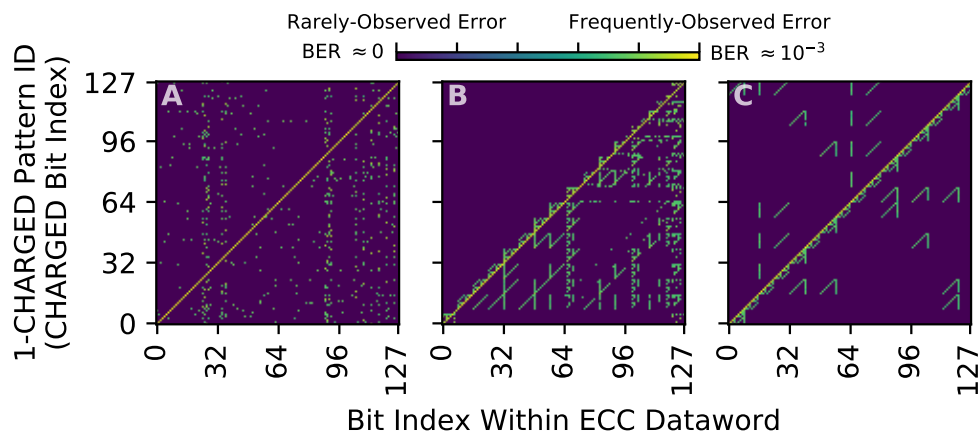 Rarely-Observed Error Frequently-Observed Error
BER ≈ 0 BER ≈ 10⁻³
1-CHARGED Pattern ID
(CHARGED Bit Index)
127
96
64
32
0
A B C
0 32 64 96 127 0 32 64 96 127 0 32 64 96 127
Bit Index Within ECC Dataword